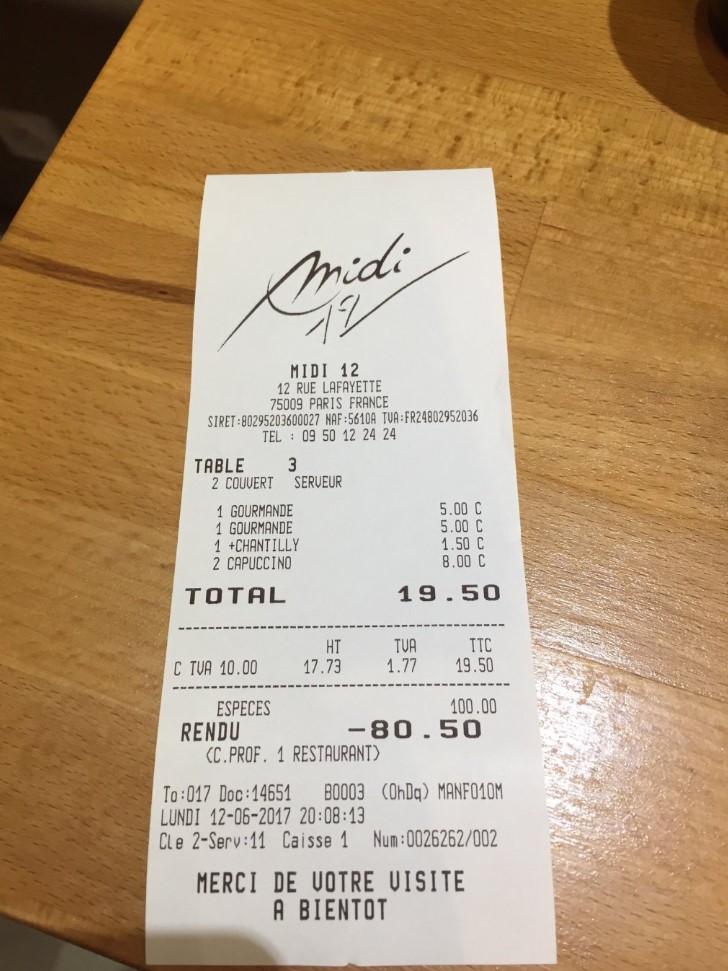 Midi
12
MIDI 12
12 RUE LAFAYETTE
75009 PARIS FRANCE
SIRET:80295203600027 NAF:5610A TVA:FR24802952036
TEL : 09 50 12 24 24
TABLE 3
2 COUVERT SERVEUR
1 GOURMANDE 5.00 C
1 GOURMANDE 5.00 C
1 +CHANTILLY 1.50 C
2 CAPUCCINO 8.00 C
TOTAL 19.50
HT TVA TTC
C TVA 10.00 17.73 1.77 19.50
ESPECES 100.00
RENDU -80.50
(C.PROF. 1 RESTAURANT)
To:017 Doc:14651 B0003 (OhDq) MANF010M
LUNDI 12-06-2017 20:08:13
Cle 2-Serv:11 Caisse 1 Num:0026262/002
MERCI DE VOTRE VISITE
A BIENTOT